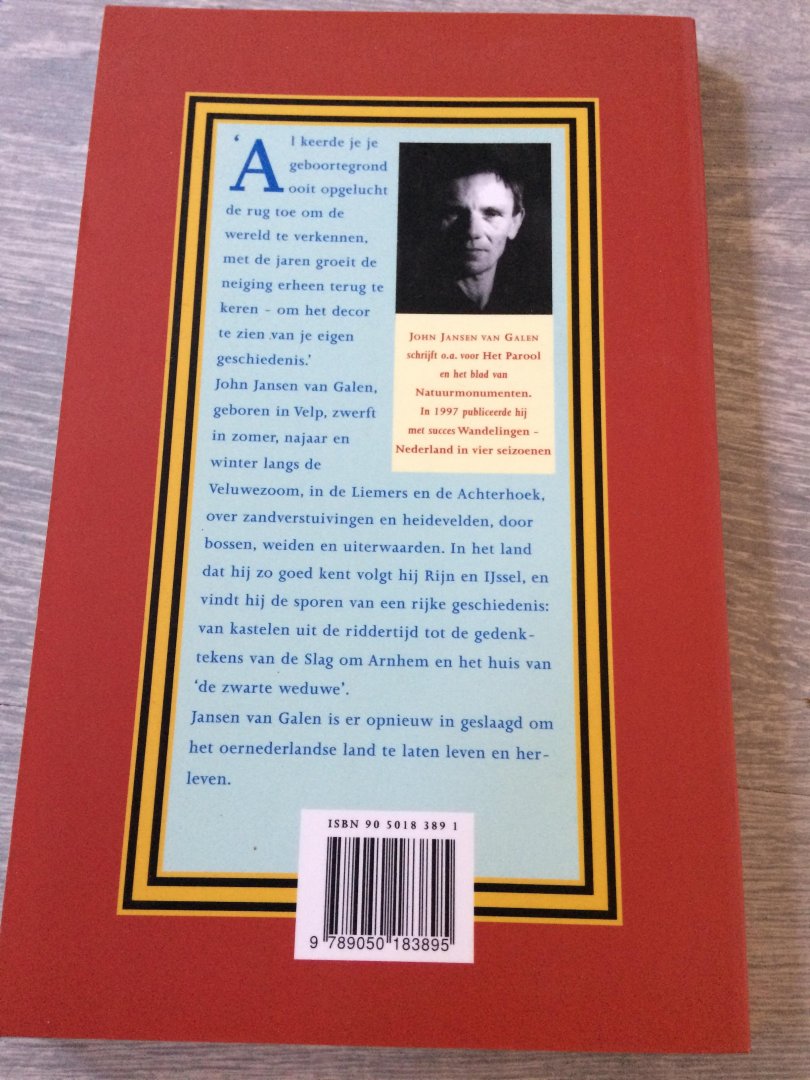 ‘Al keerde je je
geboortegrond
ooit opgelucht
de rug toe om de
wereld te verkennen,
met de jaren groeit de
neiging erheen terug te
keren – om het decor
te zien van je eigen
geschiedenis.’
John Jansen van Galen,
geboren in Velp, zwerft
in zomer, najaar en
winter langs de
Veluwezoom, in de Liemers en de Achterhoek,
over zandverstuivingen en heidevelden, door
bossen, weiden en uiterwaarden. In het land
dat hij zo goed kent volgt hij Rijn en IJssel, en
vindt hij de sporen van een rijke geschiedenis:
van kastelen uit de riddertijd tot de gedenk-
tekens van de Slag om Arnhem en het huis van
‘de zwarte weduwe’.
Jansen van Galen is er opnieuw in geslaagd om
het oernederlandse land te laten leven en her-
leven.
John Jansen van Galen
schrijft o.a. voor Het Parool
en het blad van
Natuurmonumenten.
In 1997 publiceerde hij
met succes Wandelingen –
Nederland in vier seizoenen
ISBN 90 5018 389 1
9 789050 183895